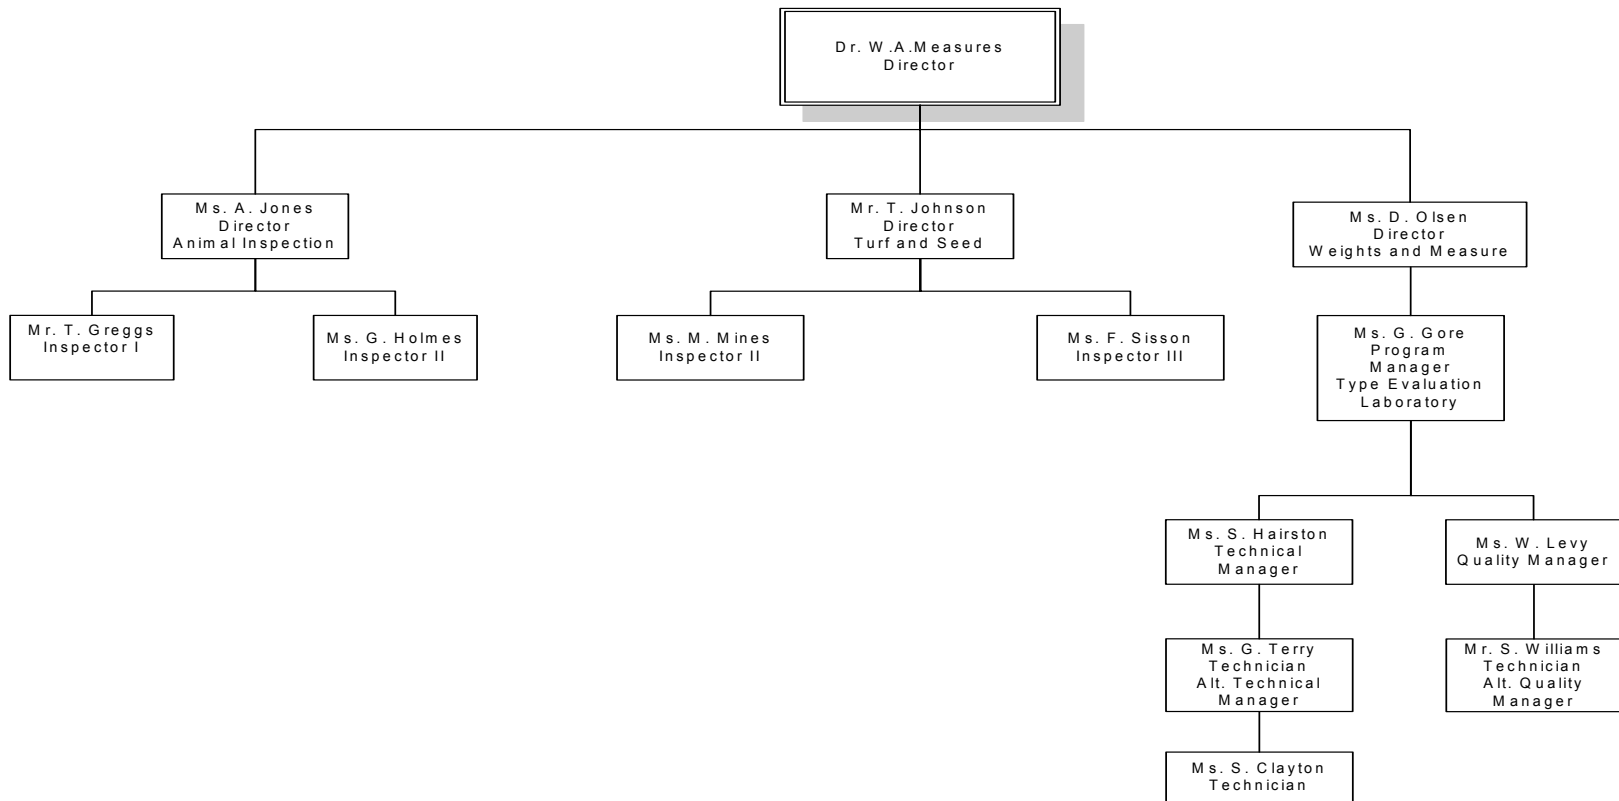 Dr. W.A.Measures
Director
Ms. A. Jones
Director
Animal Inspection
Mr. T. Johnson
Director
Turf and Seed
Ms. D. Olsen
Director
Weights and Measure
Mr. T. Greggs
Inspector I
Ms. G. Holmes
Inspector II
Ms. M. Mines
Inspector II
Ms. F. Sisson
Inspector III
Ms. G. Gore
Program
Manager
Type Evaluation
Laboratory
Ms. S. Hairston
Technical
Manager
Ms. W. Levy
Quality Manager
Ms. G. Terry
Technician
Alt. Technical
Manager
Mr. S. Williams
Technician
Alt. Quality
Manager
Ms. S. Clayton
Technician